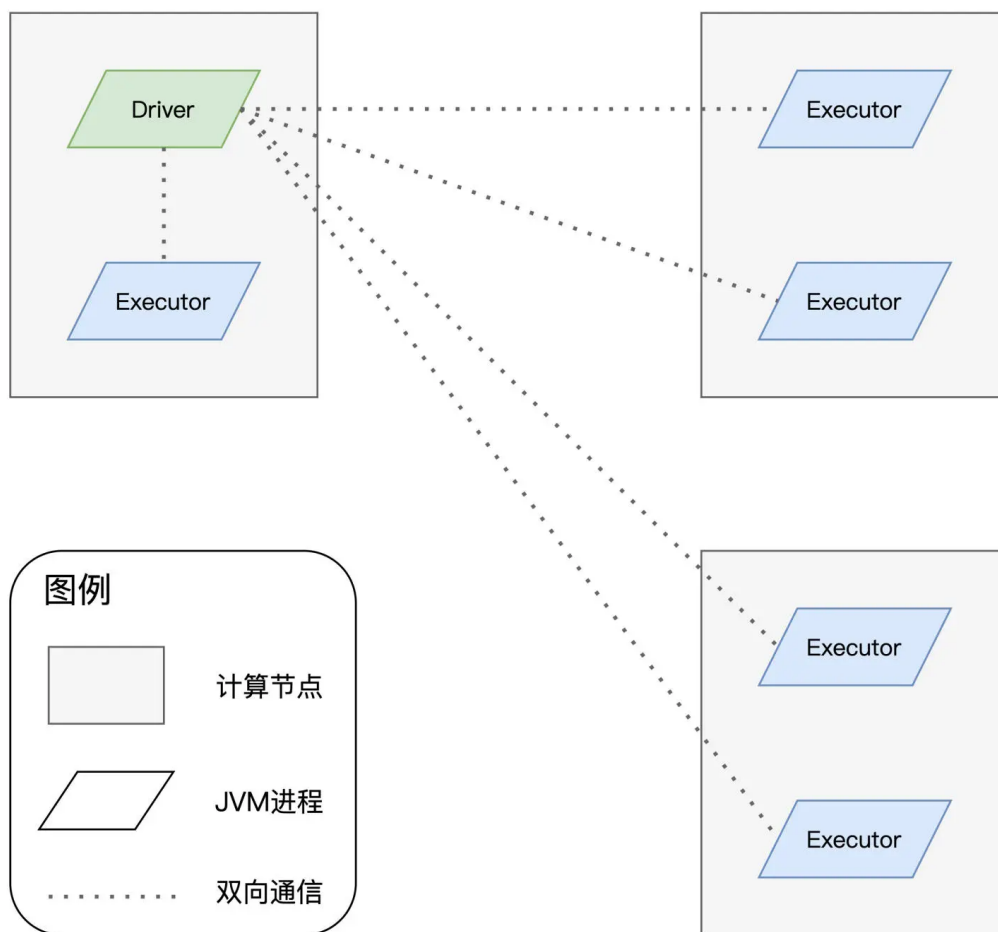 Driver
Executor
Executor
Executor
Executor
Executor
图例
计算节点
JVM进程
双向通信